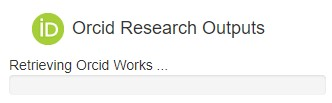 iD Orcid Research Outputs
Retrieving Orcid Works ...